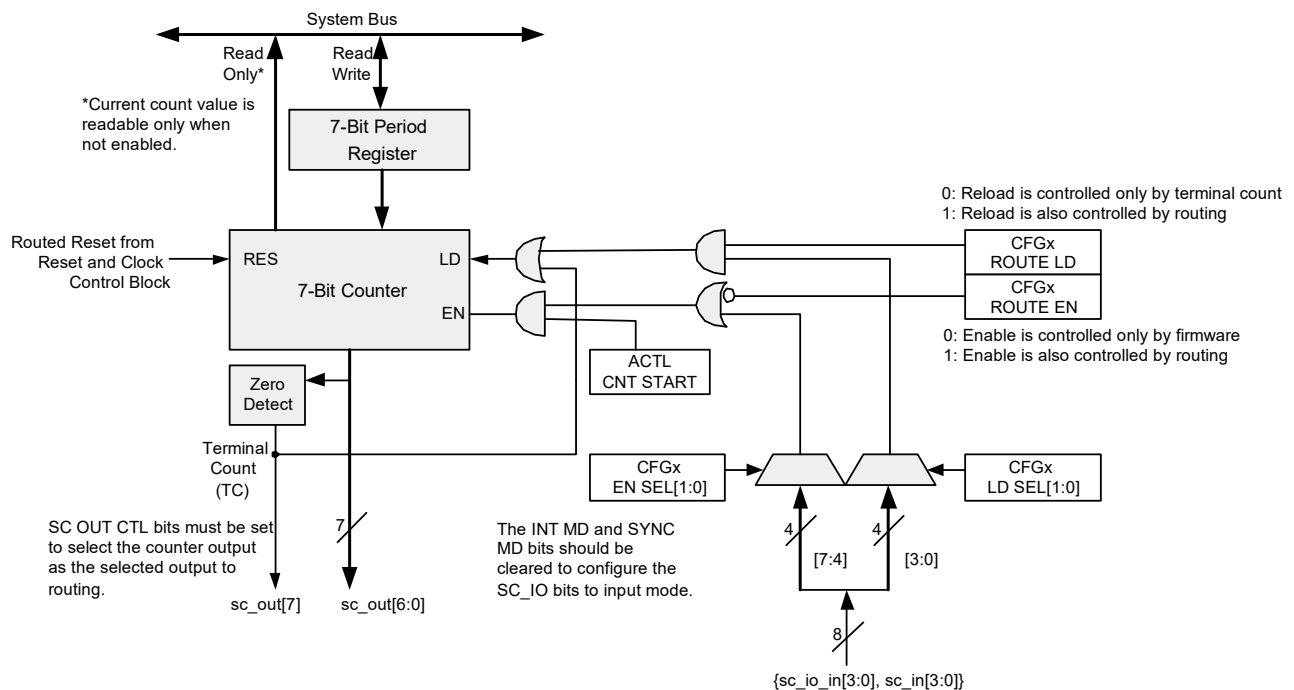 System Bus
Read
Only*
Read
Write
*Current count value is
readable only when
not enabled.
7-Bit Period
Register
0: Reload is controlled only by terminal count
1: Reload is also controlled by routing
Routed Reset from
Reset and Clock
Control Block
RES
LD
7-Bit Counter
EN
CFGx
ROUTE LD
CFGx
ROUTE EN
0: Enable is controlled only by firmware
1: Enable is also controlled by routing
ACTL
CNT START
Zero
Detect
Terminal
Count
(TC)
CFGx
EN SEL[1:0]
CFGx
LD SEL[1:0]
SC OUT CTL bits must be set
to select the counter output
as the selected output to
routing.
7
The INT MD and SYNC
MD bits should be
cleared to configure the
SC_IO bits to input mode.
4
4
[7:4]
[3:0]
sc_out[7]
sc_out[6:0]
8
{sc_io_in[3:0], sc_in[3:0]}